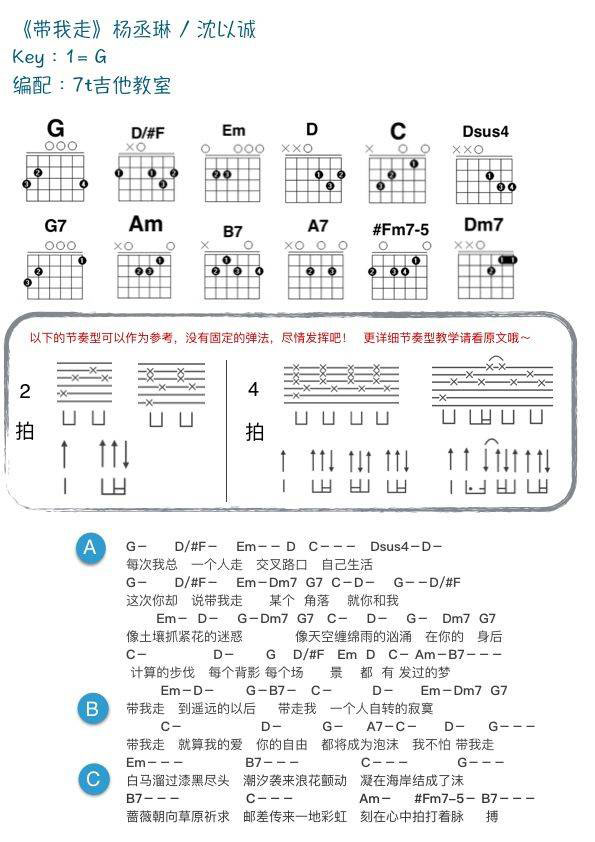 《带我走》杨丞琳 / 沈以诚
Key：1= G
编配：7t吉他教室
G D/#F Em D C Dsus4
G7 Am B7 A7 #Fm7-5 Dm7
以下的节奏型可以作为参考，没有固定的弹法，尽情发挥吧！ 更详细节奏型教学请看原文哦～
2 拍
4 拍
A
G– D/#F– Em–– D C––– Dsus4–D–
每次我总 一个人走 交叉路口 自己生活
G– D/#F– Em–Dm7 G7 C–D– G––D/#F
这次你却 说带我走 某个 角落 就你和我
Em– D– G–Dm7 G7 C– D– G– Dm7 G7
像土壤抓紧花的迷惑 像天空缠绵雨的汹涌 在你的 身后
C– D– G D/#F Em D C– Am–B7–––
计算的步伐 每个背影 每个场 景 都 有 发过的梦
B
Em–D– G–B7– C– D– Em–Dm7 G7
带我走 到遥远的以后 带走我 一个人自转的寂寞
C– D– G– A7–C– D– G–––
带我走 就算我的爱 你的自由 都将成为泡沫 我不怕 带我走
C
Em––– B7––– C––– G–––
白马溜过漆黑尽头 潮汐袭来浪花颤动 凝在海岸结成了沫
B7––– C––– Am– #Fm7–5– B7–––
蔷薇朝向草原祈求 邮差传来一地彩虹 刻在心中拍打着脉 搏